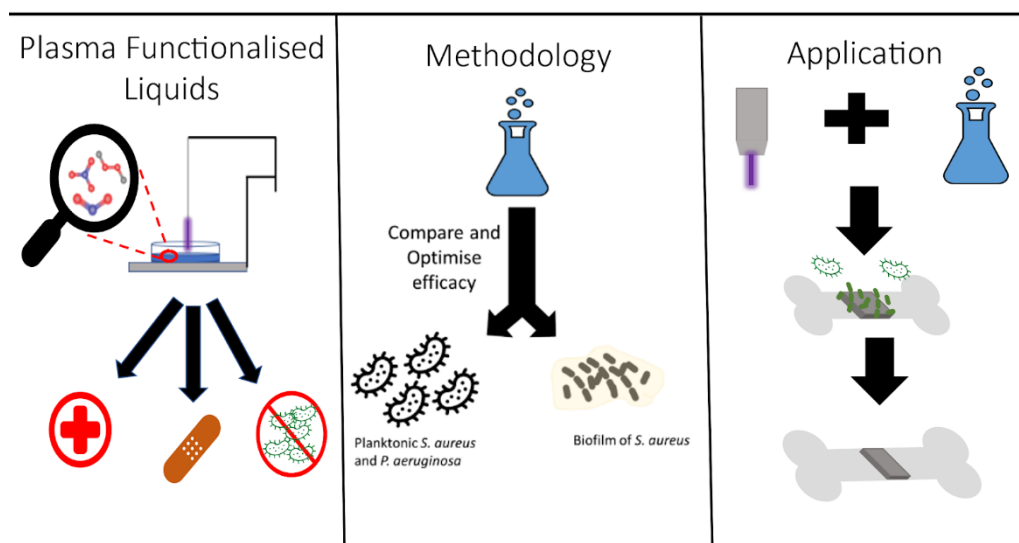 Plasma Functionalised
Liquids
Methodology
Compare and
Optimise
efficacy
Planktonic S. aureus
and P. aeruginosa
Biofilm of S. aureus
Application